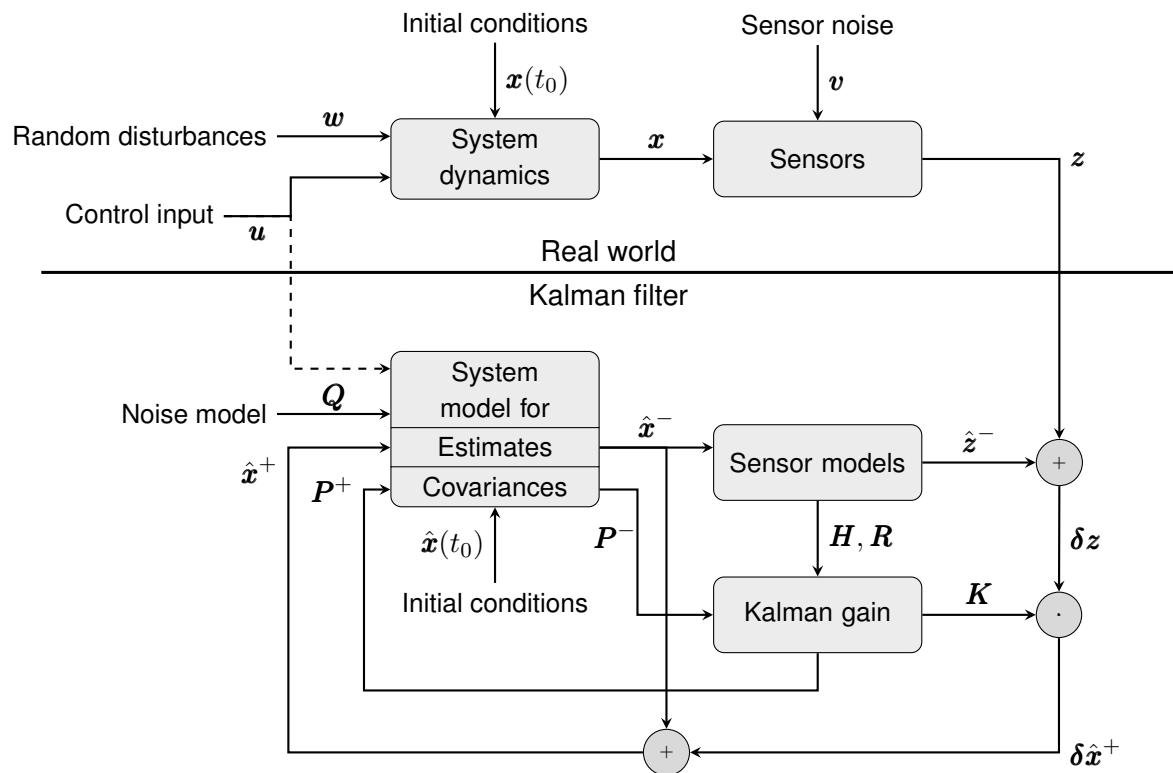 Initial conditions
Sensor noise
𝒙(t₀)
𝒗
Random disturbances
𝒘
System
dynamics
𝒙
Sensors
𝒛
Control input
𝒖
Real world
Kalman filter
System
model for
Noise model
𝑸
Estimates
𝒙̂⁻
Sensor models
𝒛̂⁻
+
𝒙̂⁺
𝑷⁺
Covariances
𝒙̂(t₀)
𝑷⁻
𝑯, 𝑹
𝜹𝒛
Initial conditions
Kalman gain
𝑲
·
+
𝜹𝒙̂⁺